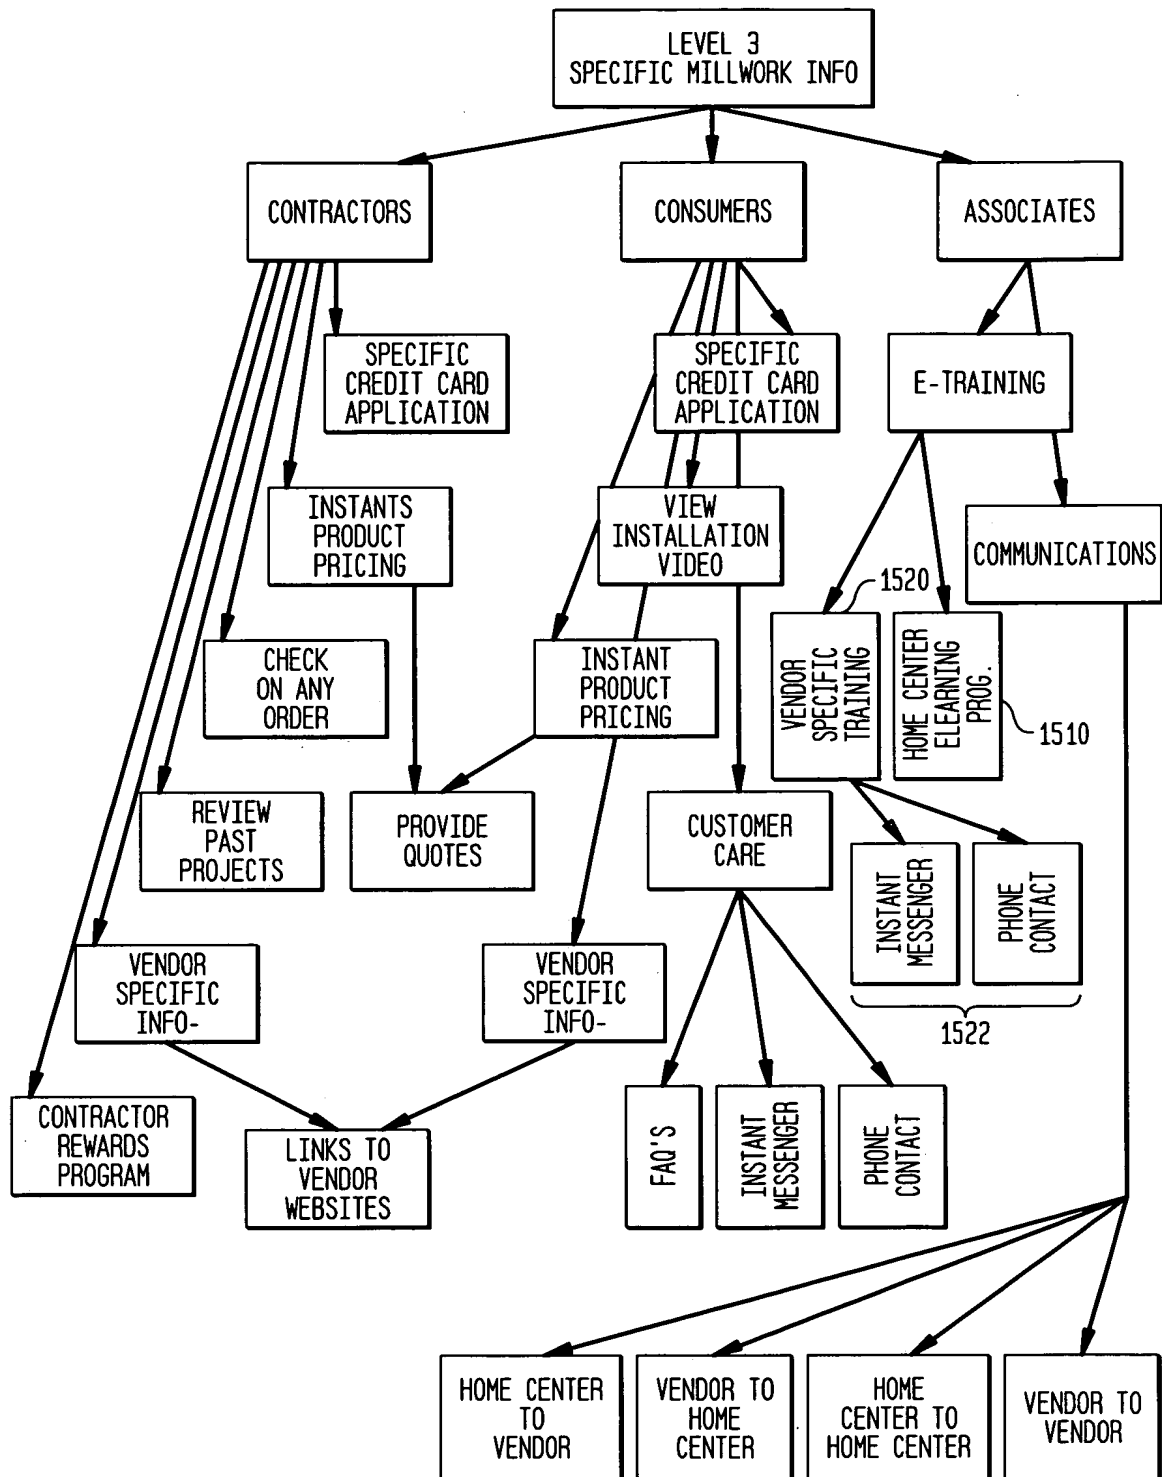 LEVEL 3
SPECIFIC MILLWORK INFO
CONTRACTORS
CONSUMERS
ASSOCIATES
SPECIFIC
CREDIT CARD
APPLICATION
SPECIFIC
CREDIT CARD
APPLICATION
E-TRAINING
INSTANTS
PRODUCT
PRICING
VIEW
INSTALLATION
VIDEO
COMMUNICATIONS
1520
CHECK
ON ANY
ORDER
INSTANT
PRODUCT
PRICING
VENDOR
SPECIFIC
TRAINING
HOME CENTER
ELEARNING
PROG.
1510
REVIEW
PAST
PROJECTS
PROVIDE
QUOTES
CUSTOMER
CARE
INSTANT
MESSENGER
PHONE
CONTACT
1522
VENDOR
SPECIFIC
INFO-
VENDOR
SPECIFIC
INFO-
CONTRACTOR
REWARDS
PROGRAM
LINKS TO
VENDOR
WEBSITES
FAQ'S
INSTANT
MESSENGER
PHONE
CONTACT
HOME CENTER
TO
VENDOR
VENDOR TO
HOME
CENTER
HOME
CENTER TO
HOME CENTER
VENDOR TO
VENDOR